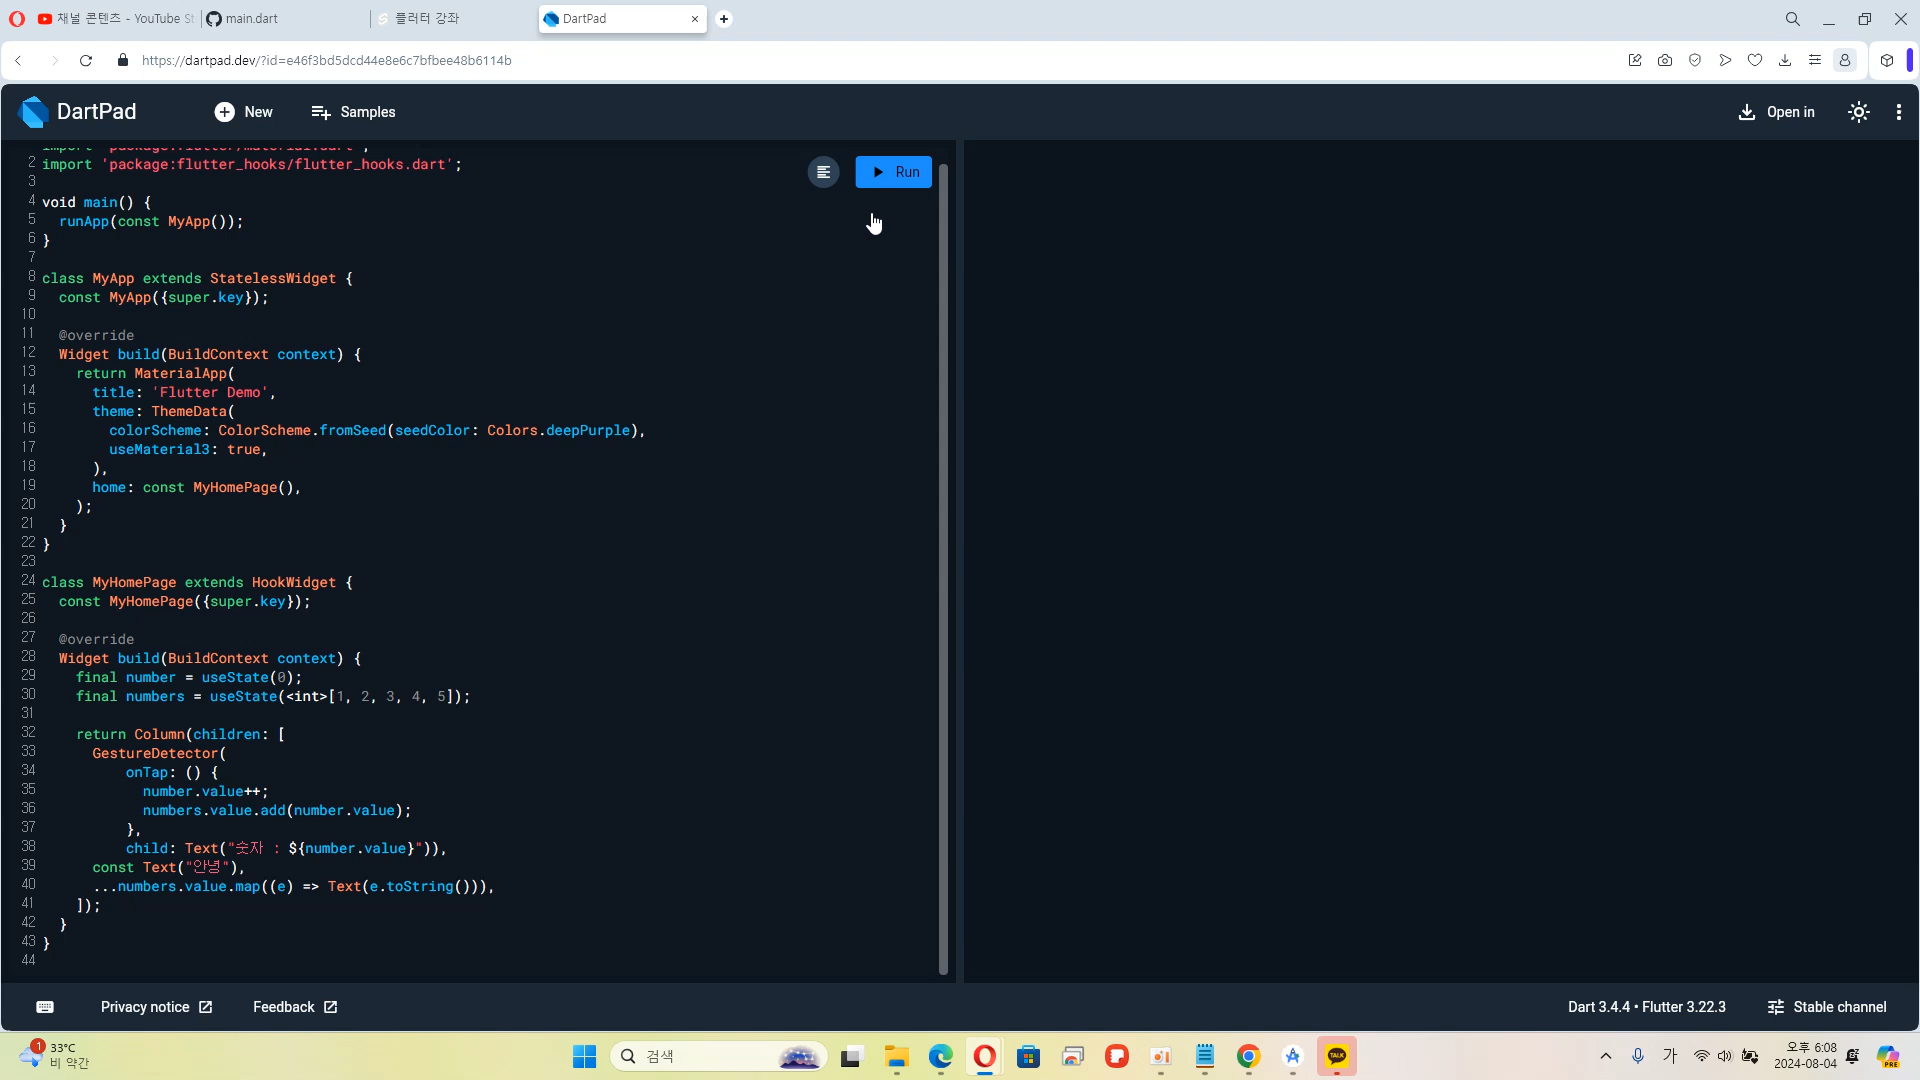 채널 콘텐츠 - YouTube St
main.dart
플러터 강좌
DartPad
https://dartpad.dev/?id=e46f3bd5dcd44e8e6c7bfbee48b6114b
DartPad
New
Samples
Open in
import 'package:flutter/material.dart';
2 import 'package:flutter_hooks/flutter_hooks.dart';
Run
3
4 void main() {
5 runApp(const MyApp());
6 }
7
8 class MyApp extends StatelessWidget {
9 const MyApp({super.key});
10
11 @override
12 Widget build(BuildContext context) {
13 return MaterialApp(
14 title: 'Flutter Demo',
15 theme: ThemeData(
16 colorScheme: ColorScheme.fromSeed(seedColor: Colors.deepPurple),
17 useMaterial3: true,
18 ),
19 home: const MyHomePage(),
20 );
21 }
22 }
23
24 class MyHomePage extends HookWidget {
25 const MyHomePage({super.key});
26
27 @override
28 Widget build(BuildContext context) {
29 final number = useState(0);
30 final numbers = useState(<int>[1, 2, 3, 4, 5]);
31
32 return Column(children: [
33 GestureDetector(
34 onTap: () {
35 number.value++;
36 numbers.value.add(number.value);
37 },
38 child: Text("숫자 : ${number.value}")),
39 const Text("안녕"),
40 ...numbers.value.map((e) => Text(e.toString())),
41 ]);
42 }
43 }
44
Privacy notice
Feedback
Dart 3.4.4 • Flutter 3.22.3
Stable channel
1
33°C
비 약간
검색
TALK
가
오후 6:08
2024-08-04
PRE